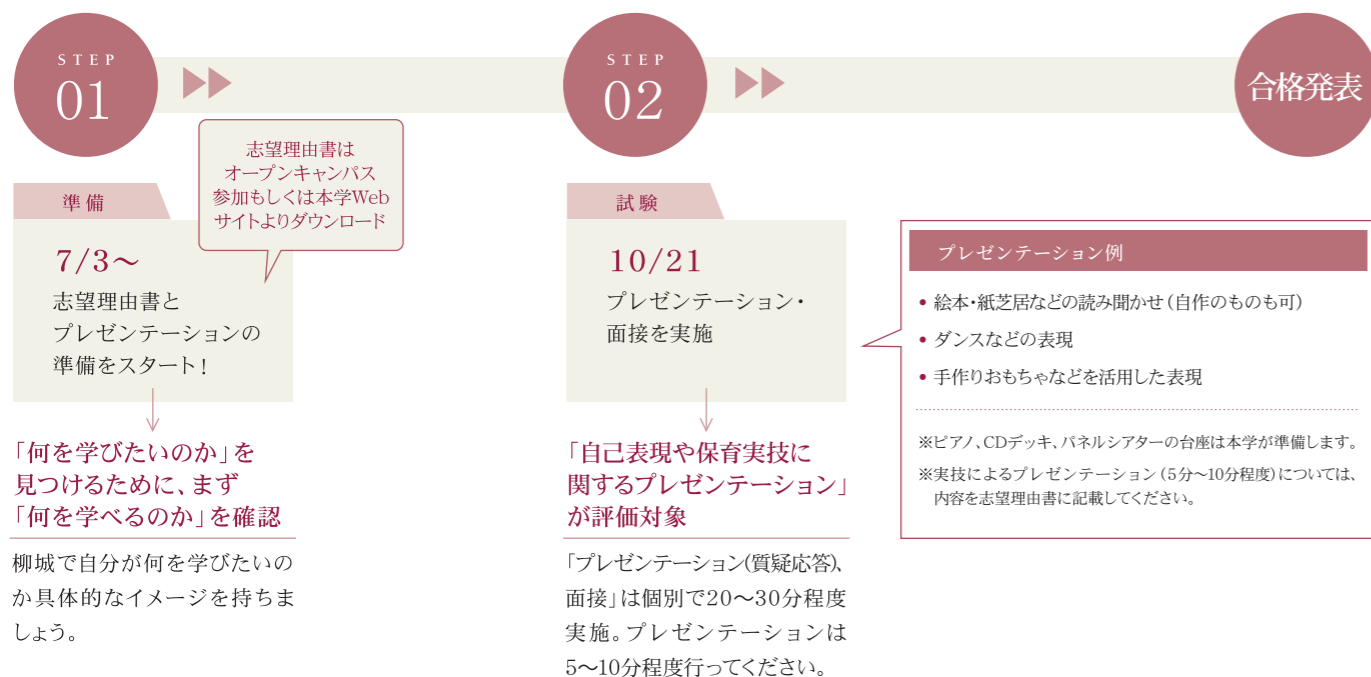 STEP
01
志望理由書は
オープンキャンパス
参加もしくは本学Web
サイトよりダウンロード
準備
7/3〜
志望理由書と
プレゼンテーションの
準備をスタート！
「何を学びたいのか」を
見つけるために、まず
「何を学べるのか」を確認
柳城で自分が何を学びたいの
か具体的なイメージを持ちま
しょう。
STEP
02
試験
10/21
プレゼンテーション・
面接を実施
「自己表現や保育実技に
関するプレゼンテーション」
が評価対象
「プレゼンテーション(質疑応答)、
面接」は個別で20〜30分程度
実施。プレゼンテーションは
5〜10分程度行ってください。
プレゼンテーション例
• 絵本・紙芝居などの読み聞かせ（自作のものも可）
• ダンスなどの表現
• 手作りおもちゃなどを活用した表現
※ピアノ、CDデッキ、パネルシアターの台座は本学が準備します。
※実技によるプレゼンテーション（5分〜10分程度）については、
内容を志望理由書に記載してください。
合格発表